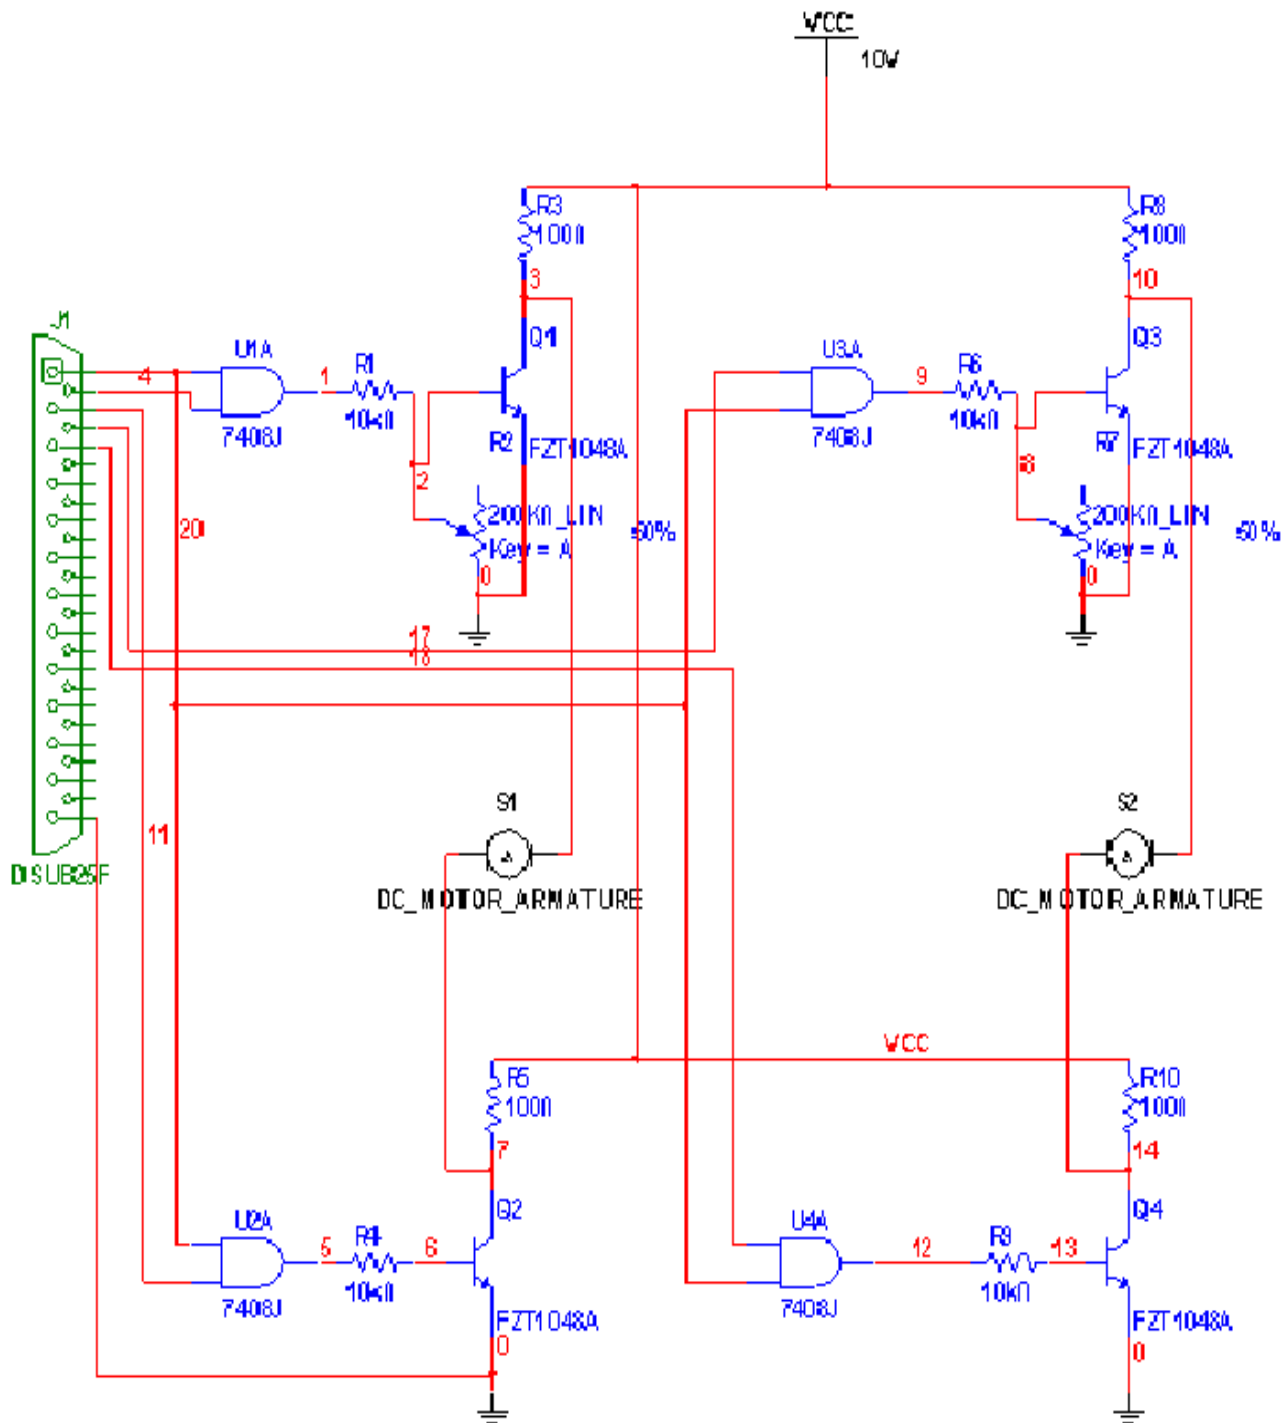 VCC
10V
R3
100Ω
3
R8
100Ω
10
J1
4
U1A
7408J
1
R1
10kΩ
Q1
R2
FZT1048A
2
200KΩ_LIN
Key = A
50%
0
U3A
7408J
9
R6
10kΩ
Q3
R7
FZT1048A
8
200KΩ_LIN
Key = A
50%
0
20
17
18
11
DSUB25F
S1
DC_MOTOR_ARMATURE
S2
DC_MOTOR_ARMATURE
VCC
R5
100Ω
7
R10
100Ω
14
U2A
7408J
5
R4
10kΩ
6
Q2
FZT1048A
0
U4A
7408J
12
R9
10kΩ
13
Q4
FZT1048A
0